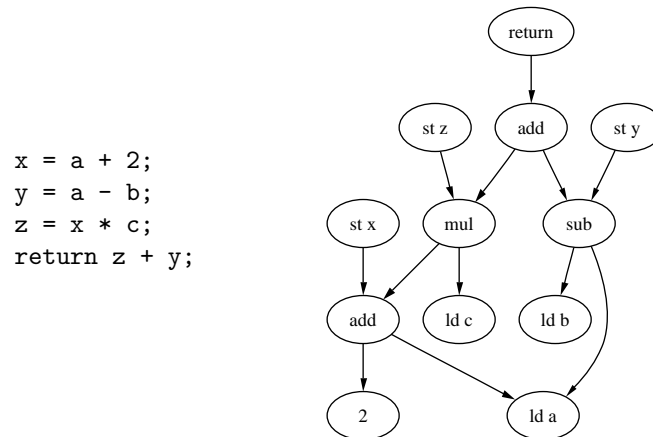 x = a + 2;
y = a - b;
z = x * c;
return z + y;
return
st z
add
st y
st x
mul
sub
add
ld c
ld b
2
ld a